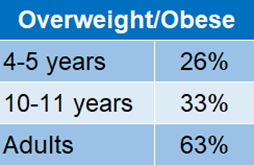 Overweight/Obese
4-5 years 26%
10-11 years 33%
Adults 63%